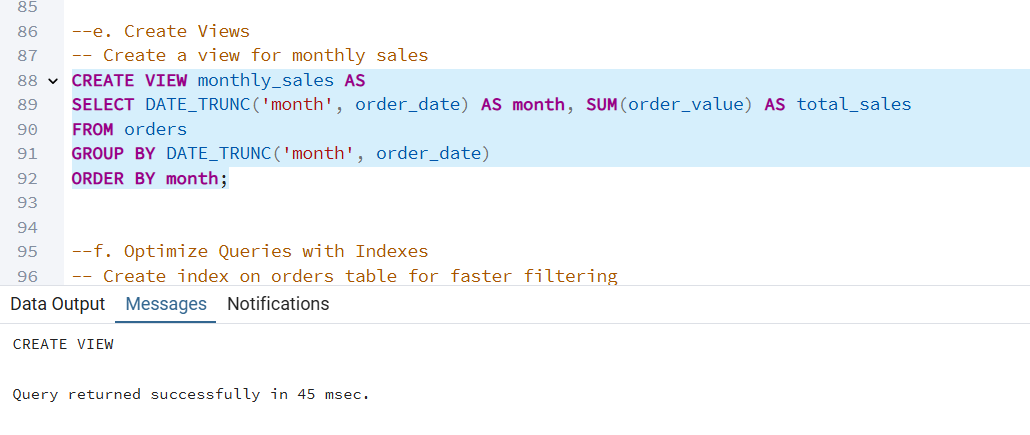 85
86 --e. Create Views
87 -- Create a view for monthly sales
88 CREATE VIEW monthly_sales AS
89 SELECT DATE_TRUNC('month', order_date) AS month, SUM(order_value) AS total_sales
90 FROM orders
91 GROUP BY DATE_TRUNC('month', order_date)
92 ORDER BY month;
93
94
95 --f. Optimize Queries with Indexes
96 -- Create index on orders table for faster filtering
Data Output Messages Notifications
CREATE VIEW
Query returned successfully in 45 msec.